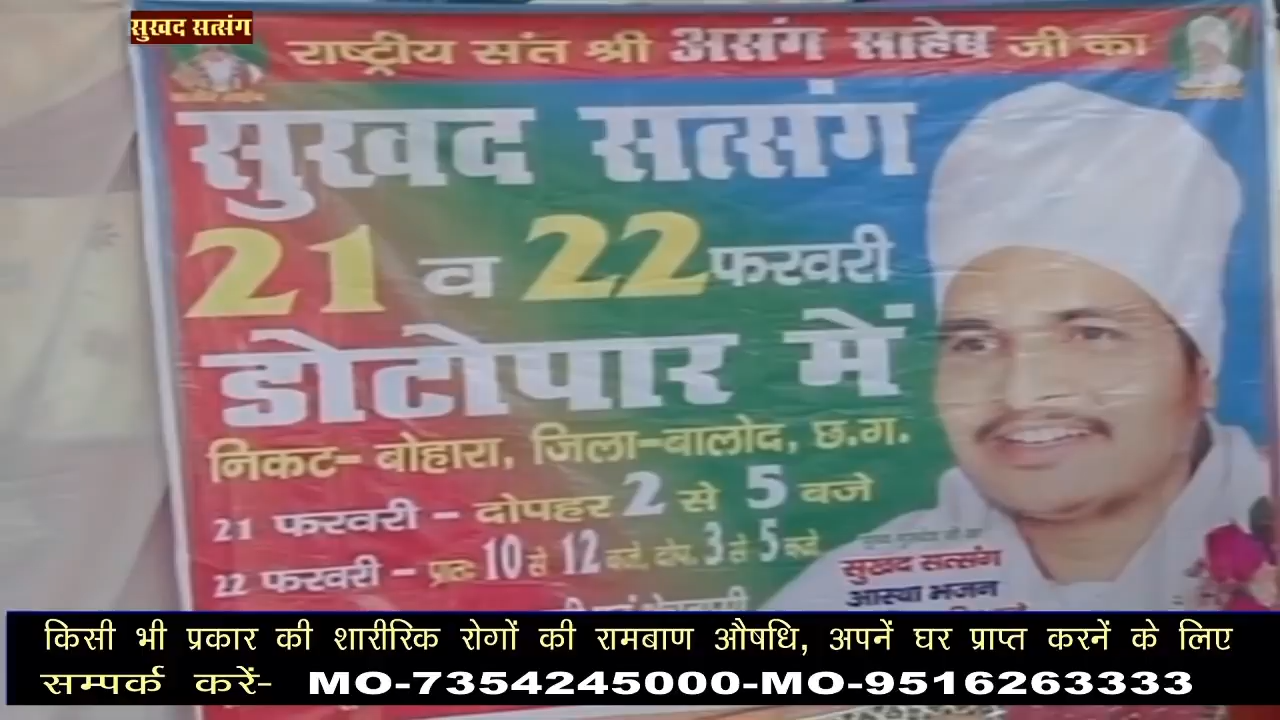 सुखद सत्संग
राष्ट्रीय संत श्री असंग साहेब जी का
सुखद सत्संग
21 व 22 फरवरी
डोटोपार में
निकट- बोहारा, जिला-बालोद, छ.ग.
21 फरवरी - दोपहर 2 से 5 बजे
22 फरवरी - प्रातः 10 से 12 बजे, दोप. 3 से 5 बजे
सुखद सत्संग
आस्था भजन
किसी भी प्रकार की शारीरिक रोगों की रामबाण औषधि, अपनें घर प्राप्त करनें के लिए
सम्पर्क करें- MO-7354245000-MO-9516263333